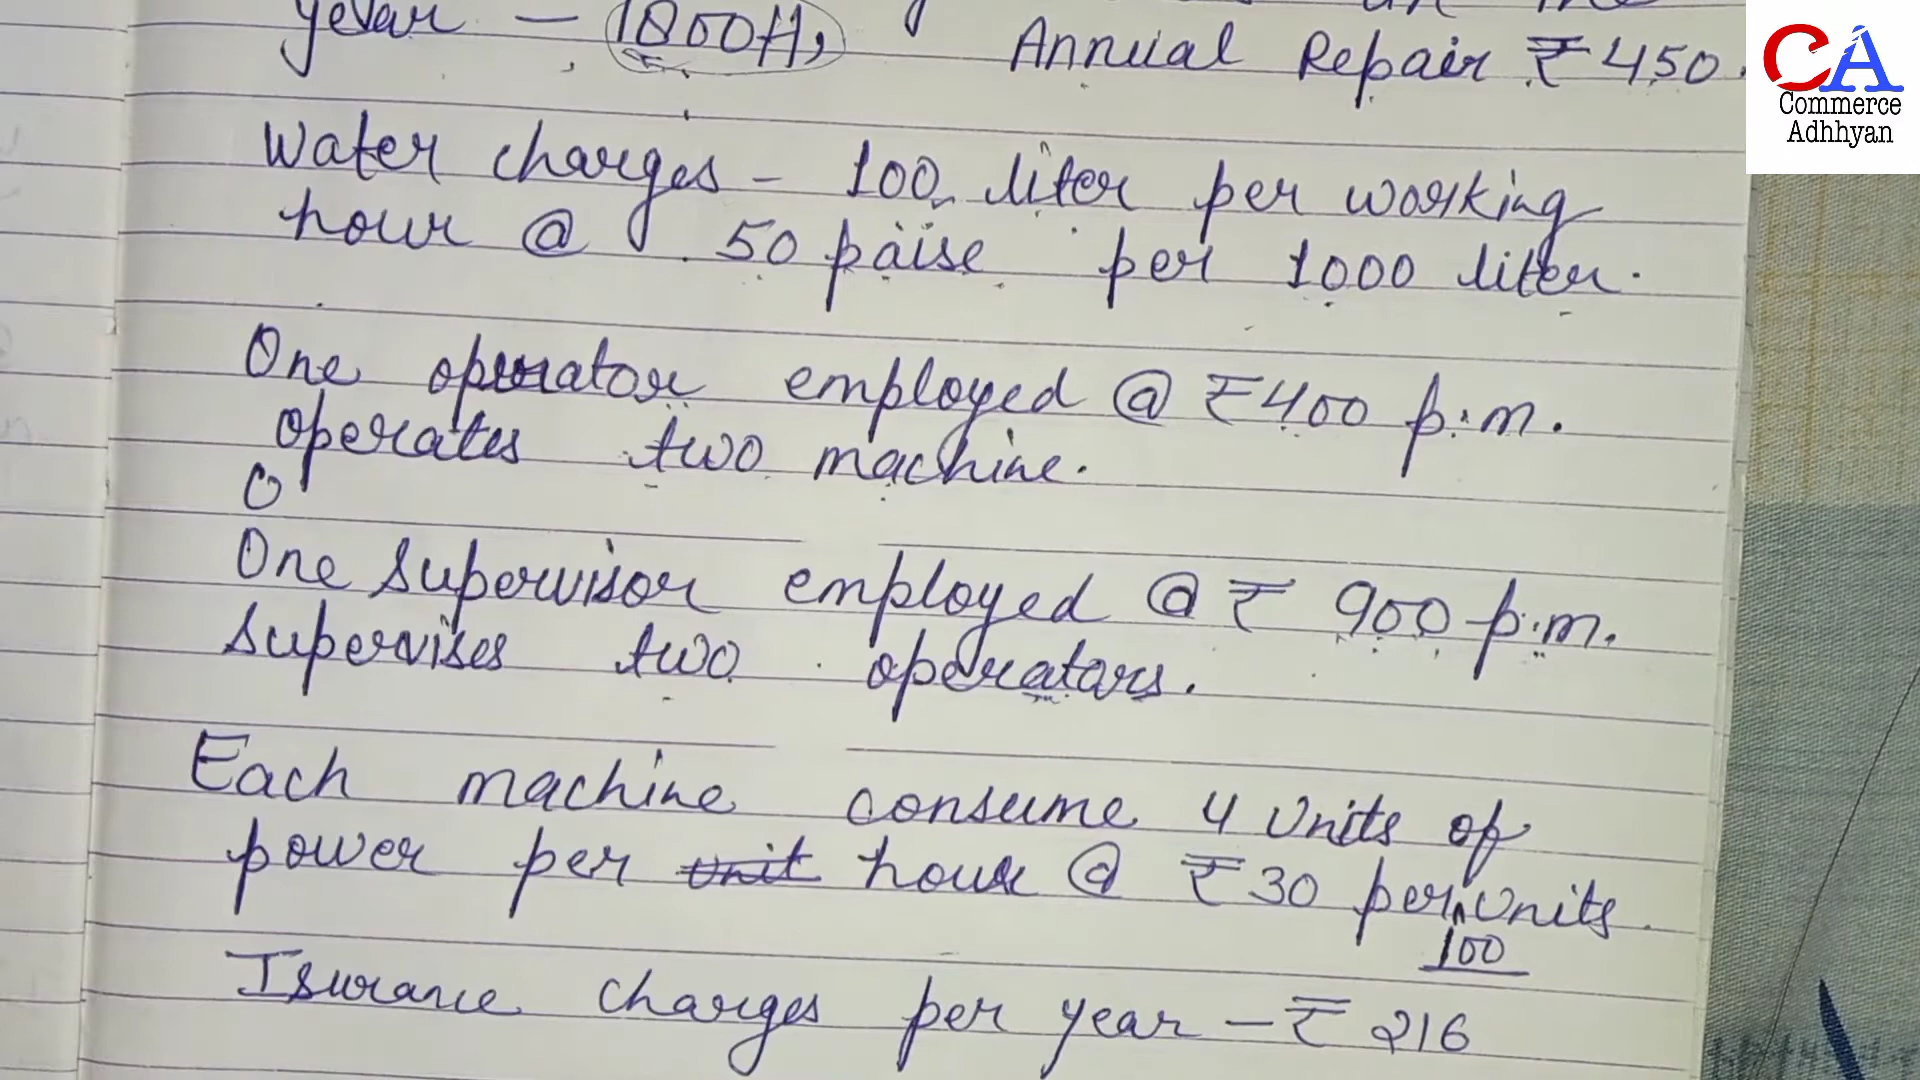 year - 1800H, Annual Repair ₹ 450.
Water charges - 100 liter per working
hour @ 50 paise per 1000 liter.
One operator employed @ ₹400 p.m.
operates two machine.
One supervisor employed @ ₹ 900 p.m.
supervises two operators.
Each machine consume 4 units of
power per unit hour @ ₹30 per units.
100
Isurance charges per year - ₹ 216
CA
Commerce
Adhhyan